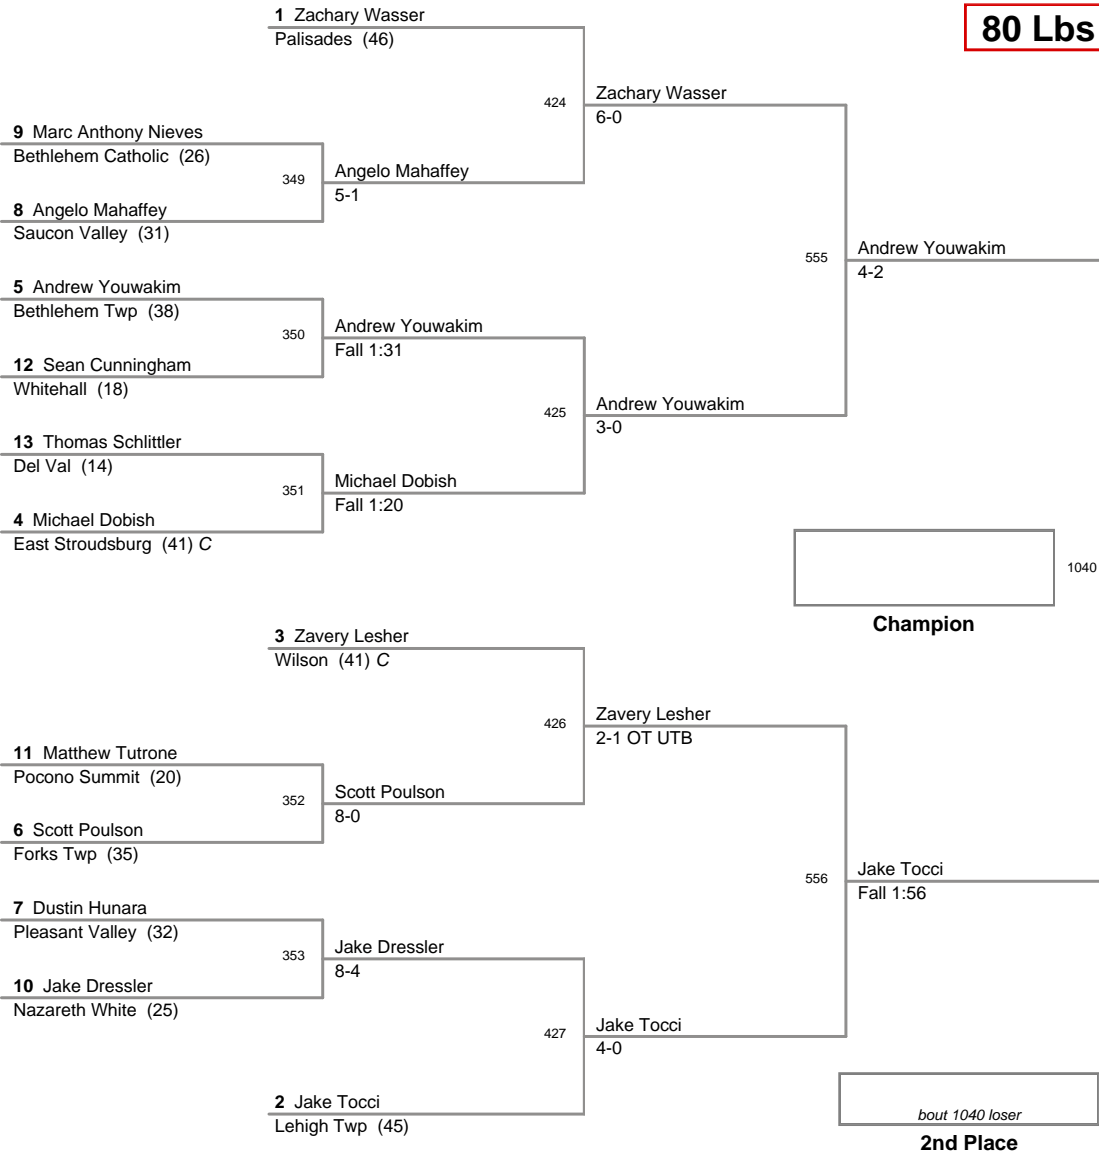 1 Zachary Wasser
Palisades (46)
80 Lbs
424
Zachary Wasser
6-0
9 Marc Anthony Nieves
Bethlehem Catholic (26)
349
Angelo Mahaffey
5-1
8 Angelo Mahaffey
Saucon Valley (31)
555
Andrew Youwakim
4-2
5 Andrew Youwakim
Bethlehem Twp (38)
350
Andrew Youwakim
Fall 1:31
12 Sean Cunningham
Whitehall (18)
425
Andrew Youwakim
3-0
13 Thomas Schlittler
Del Val (14)
351
Michael Dobish
Fall 1:20
4 Michael Dobish
East Stroudsburg (41) C
1040
Champion
3 Zavery Lesher
Wilson (41) C
426
Zavery Lesher
2-1 OT UTB
11 Matthew Tutrone
Pocono Summit (20)
352
Scott Poulson
8-0
6 Scott Poulson
Forks Twp (35)
556
Jake Tocci
Fall 1:56
7 Dustin Hunara
Pleasant Valley (32)
353
Jake Dressler
8-4
10 Jake Dressler
Nazareth White (25)
427
Jake Tocci
4-0
2 Jake Tocci
Lehigh Twp (45)
bout 1040 loser
2nd Place